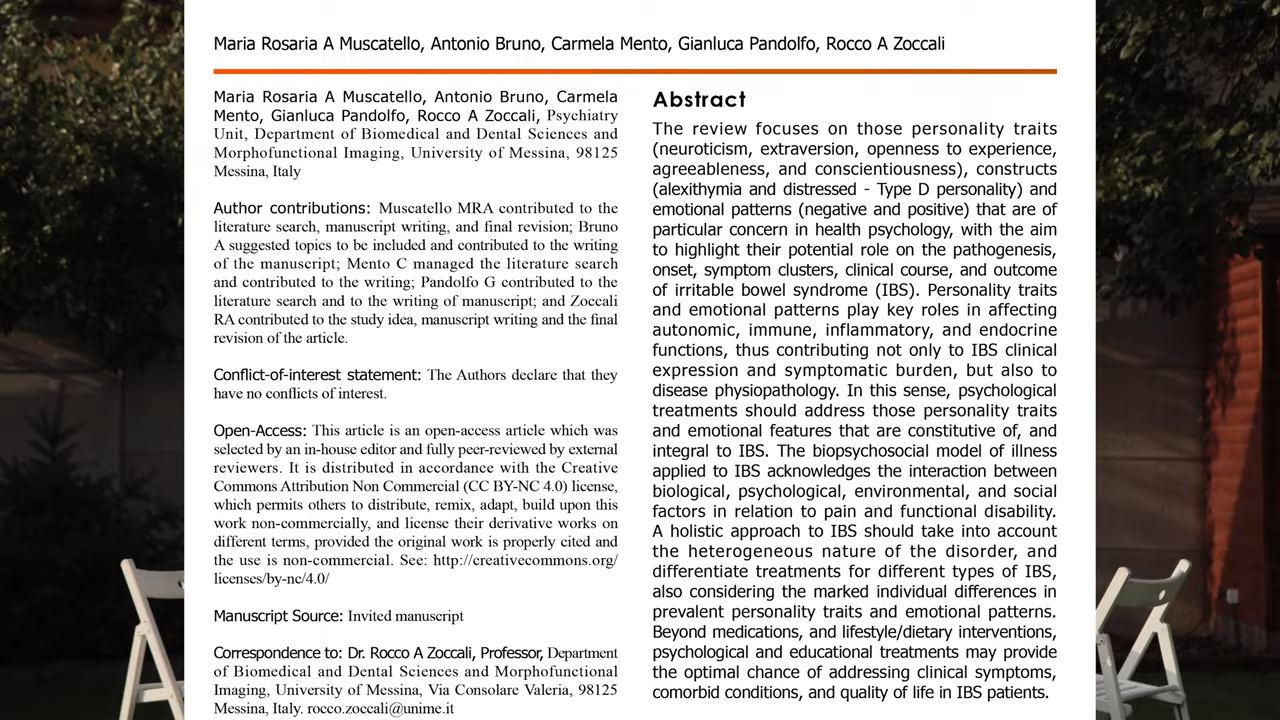 Maria Rosaria A Muscatello, Antonio Bruno, Carmela Mento, Gianluca Pandolfo, Rocco A Zoccali
Maria Rosaria A Muscatello, Antonio Bruno, Carmela
Mento, Gianluca Pandolfo, Rocco A Zoccali, Psychiatry
Unit, Department of Biomedical and Dental Sciences and
Morphofunctional Imaging, University of Messina, 98125
Messina, Italy
Author contributions: Muscatello MRA contributed to the
literature search, manuscript writing, and final revision; Bruno
A suggested topics to be included and contributed to the writing
of the manuscript; Mento C managed the literature search
and contributed to the writing; Pandolfo G contributed to the
literature search and to the writing of manuscript; and Zoccali
RA contributed to the study idea, manuscript writing and the final
revision of the article.
Conflict-of-interest statement: The Authors declare that they
have no conflicts of interest.
Open-Access: This article is an open-access article which was
selected by an in-house editor and fully peer-reviewed by external
reviewers. It is distributed in accordance with the Creative
Commons Attribution Non Commercial (CC BY-NC 4.0) license,
which permits others to distribute, remix, adapt, build upon this
work non-commercially, and license their derivative works on
different terms, provided the original work is properly cited and
the use is non-commercial. See: http://creativecommons.org/
licenses/by-nc/4.0/
Manuscript Source: Invited manuscript
Correspondence to: Dr. Rocco A Zoccali, Professor, Department
of Biomedical and Dental Sciences and Morphofunctional
Imaging, University of Messina, Via Consolare Valeria, 98125
Messina, Italy. rocco.zoccali@unime.it
Abstract
The review focuses on those personality traits
(neuroticism, extraversion, openness to experience,
agreeableness, and conscientiousness), constructs
(alexithymia and distressed - Type D personality) and
emotional patterns (negative and positive) that are of
particular concern in health psychology, with the aim
to highlight their potential role on the pathogenesis,
onset, symptom clusters, clinical course, and outcome
of irritable bowel syndrome (IBS). Personality traits
and emotional patterns play key roles in affecting
autonomic, immune, inflammatory, and endocrine
functions, thus contributing not only to IBS clinical
expression and symptomatic burden, but also to
disease physiopathology. In this sense, psychological
treatments should address those personality traits
and emotional features that are constitutive of, and
integral to IBS. The biopsychosocial model of illness
applied to IBS acknowledges the interaction between
biological, psychological, environmental, and social
factors in relation to pain and functional disability.
A holistic approach to IBS should take into account
the heterogeneous nature of the disorder, and
differentiate treatments for different types of IBS,
also considering the marked individual differences in
prevalent personality traits and emotional patterns.
Beyond medications, and lifestyle/dietary interventions,
psychological and educational treatments may provide
the optimal chance of addressing clinical symptoms,
comorbid conditions, and quality of life in IBS patients.